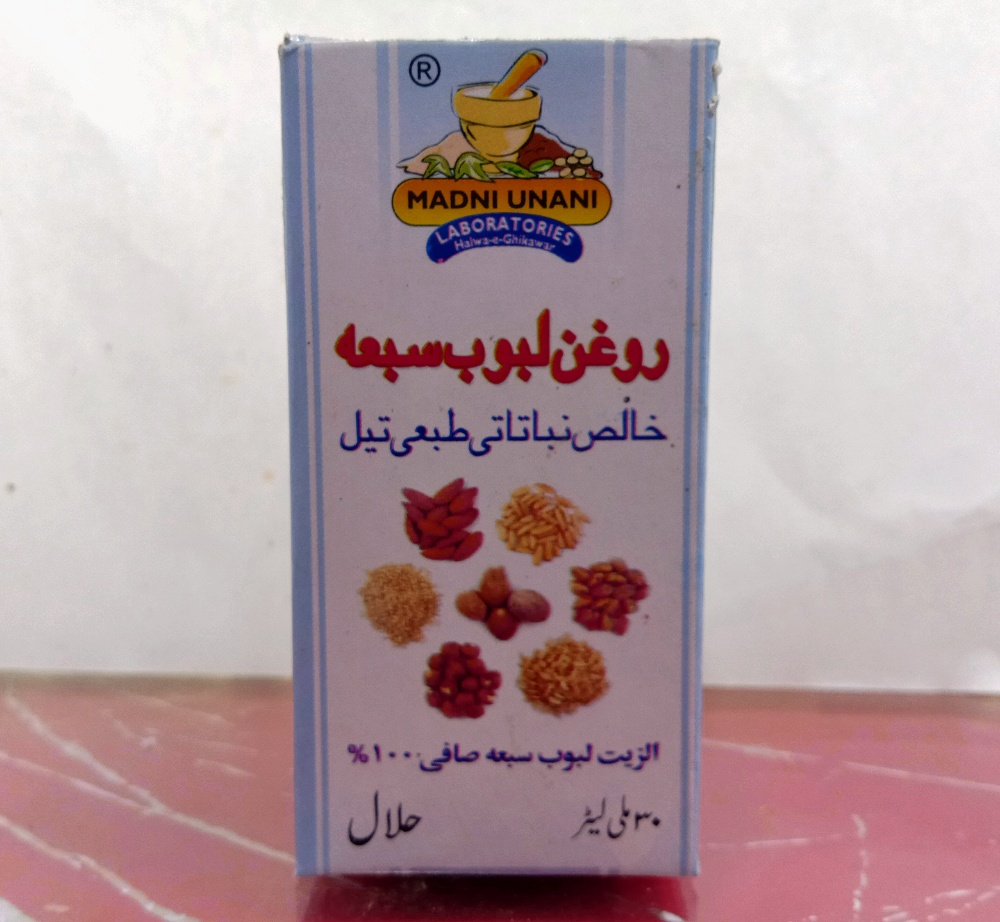 ®
MADNI UNANI
LABORATORIES
Halwa-e-Ghikawar
روغن لبوب سبعه
خالص نباتاتی طبعی تیل
الزیت لبوب سبعه صافی ۱۰۰%
۳۰ ملی لیٹر
حلال